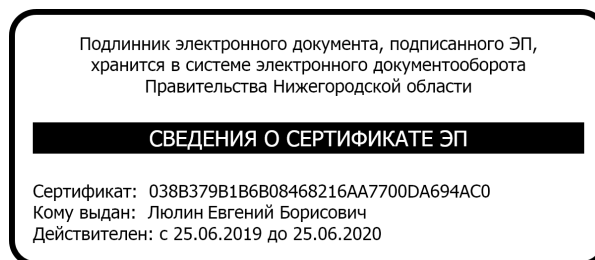 Подлинник электронного документа, подписанного ЭП,
хранится в системе электронного документооборота
Правительства Нижегородской области
СВЕДЕНИЯ О СЕРТИФИКАТЕ ЭП
Сертификат: 038B379B1B6B08468216AA7700DA694AC0
Кому выдан: Люлин Евгений Борисович
Действителен: с 25.06.2019 до 25.06.2020